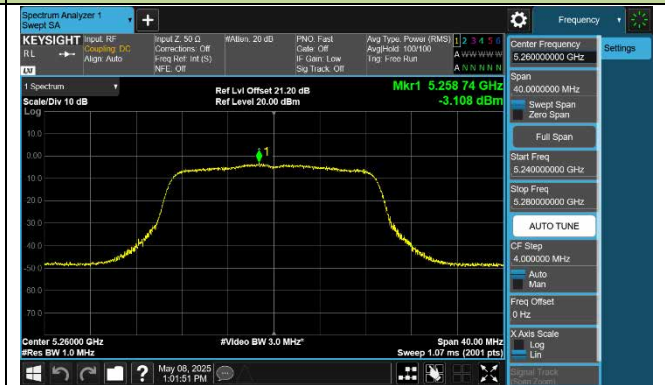 Spectrum Analyzer 1
Swept SA
Frequency
KEYSIGHT
RL
Input: RF
Coupling: DC
Align: Auto
Input Z: 50 Ω
Corrections: Off
Freq Ref: Int (S)
NFE: Off
#Atten: 20 dB
PNO: Fast
Gate: Off
IF Gain: Low
Sig Track: Off
Avg Type: Power (RMS)
Avg|Hold: 100/100
Trig: Free Run
1 2 3 4 5 6
A W W W W W
A N N N N N
Center Frequency
5.260000000 GHz
Settings
Span
40.0000000 MHz
Swept Span
Zero Span
Full Span
Start Freq
5.240000000 GHz
Stop Freq
5.280000000 GHz
AUTO TUNE
CF Step
4.000000 MHz
Auto
Man
Freq Offset
0 Hz
X Axis Scale
Log
Lin
Signal Track
(Span Zoom)
1 Spectrum
Scale/Div 10 dB
Log
Ref Lvl Offset 21.20 dB
Ref Level 20.00 dBm
Mkr1 5.258 74 GHz
-3.108 dBm
10.0
0.00
1
-10.0
-20.0
-30.0
-40.0
-50.0
-60.0
-70.0
Center 5.26000 GHz
#Res BW 1.0 MHz
#Video BW 3.0 MHz*
Span 40.00 MHz
Sweep 1.07 ms (2001 pts)
May 08, 2025
1:01:51 PM